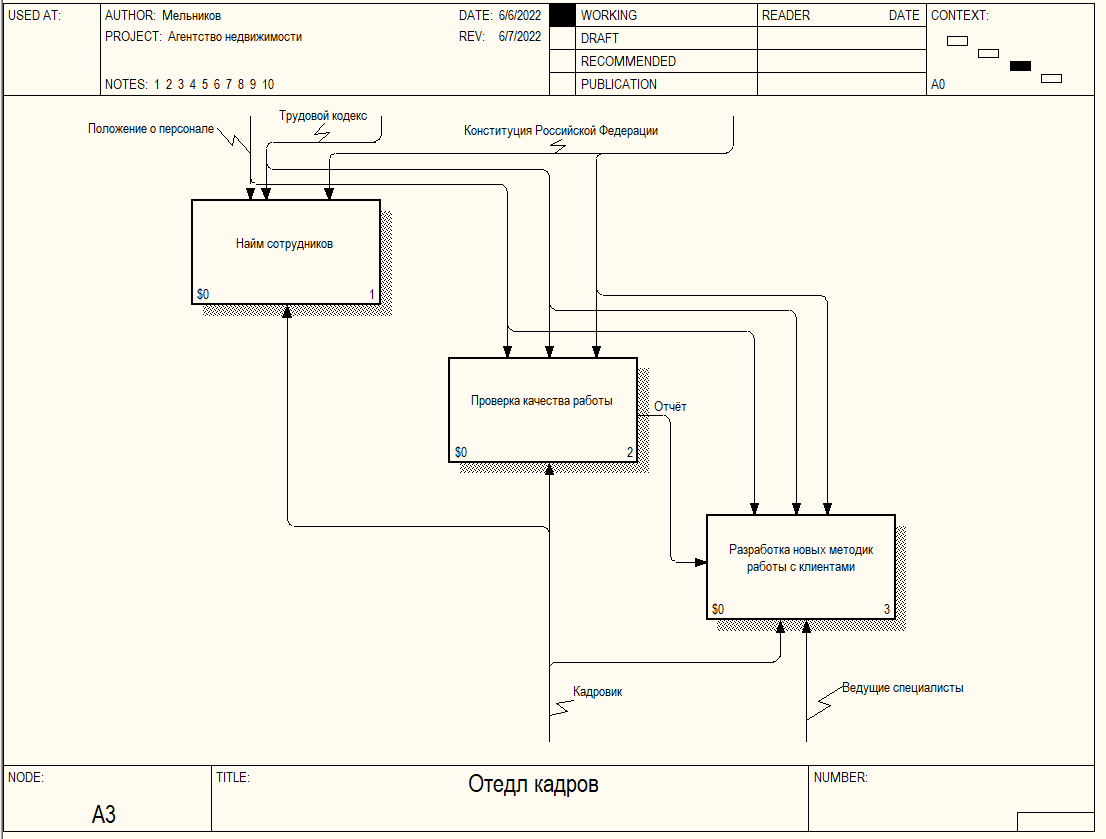 USED AT:
AUTHOR: Мельников
DATE: 6/6/2022
WORKING
READER
DATE
CONTEXT:
PROJECT: Агентство недвижимости
REV: 6/7/2022
DRAFT
RECOMMENDED
NOTES: 1 2 3 4 5 6 7 8 9 10
PUBLICATION
A0
Трудовой кодекс
Положение о персонале
Конституция Российской Федерации
Найм сотрудников
$0
1
Проверка качества работы
Отчёт
$0
2
Разработка новых методик
работы с клиентами
$0
3
Кадровик
Ведущие специалисты
NODE:
TITLE:
Отедл кадров
NUMBER:
A3